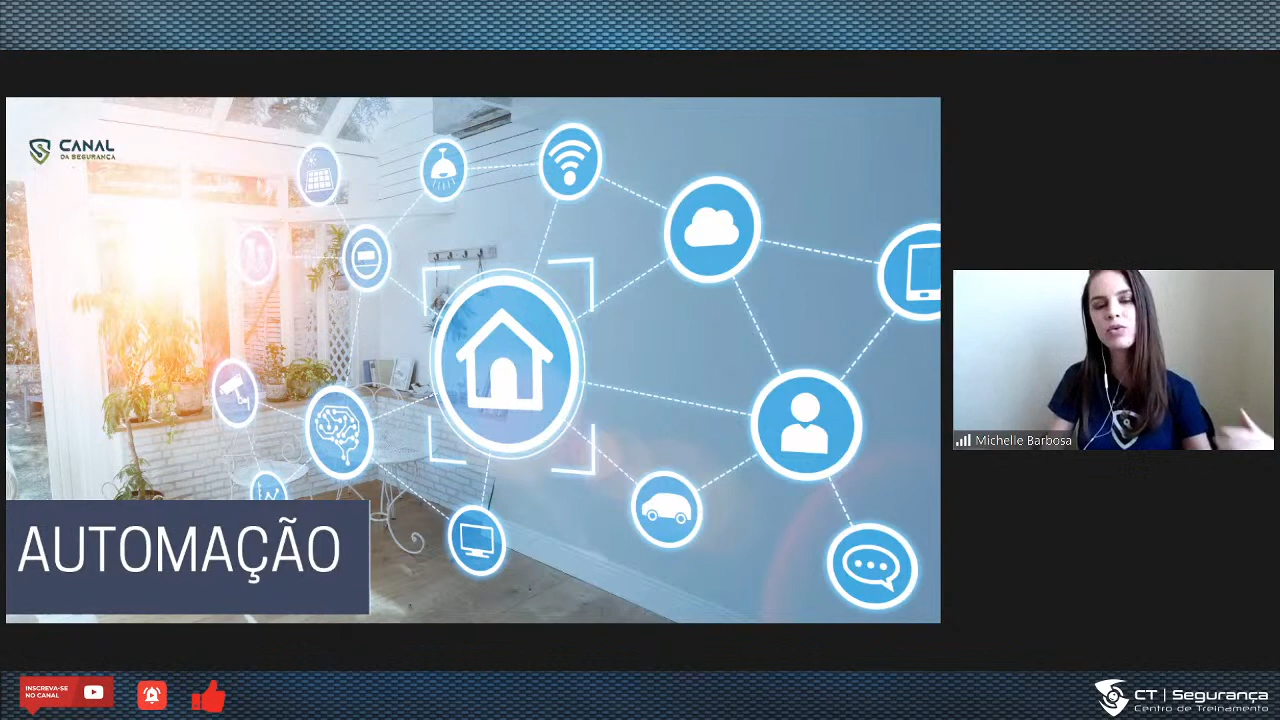 CANAL
DA SEGURANÇA
AUTOMAÇÃO
Michelle Barbosa
INSCREVA-SE
NO CANAL
CT | Segurança
Centro de Treinamento